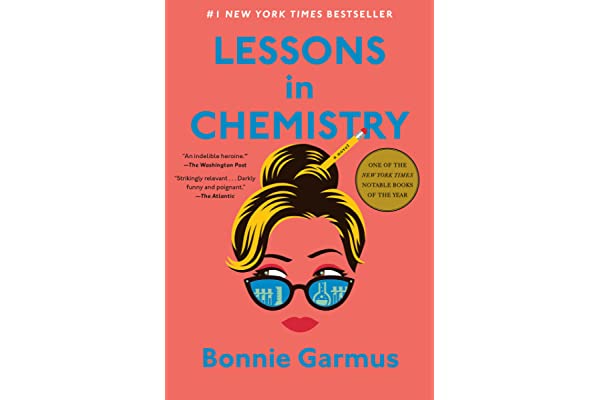 #1 NEW YORK TIMES BESTSELLER
LESSONS
in
CHEMISTRY
a novel
"An indelible heroine."
—The Washington Post
"Strikingly relevant . . . Darkly
funny and poignant."
—The Atlantic
ONE OF THE
NEW YORK TIMES
NOTABLE BOOKS
OF THE YEAR
Bonnie Garmus